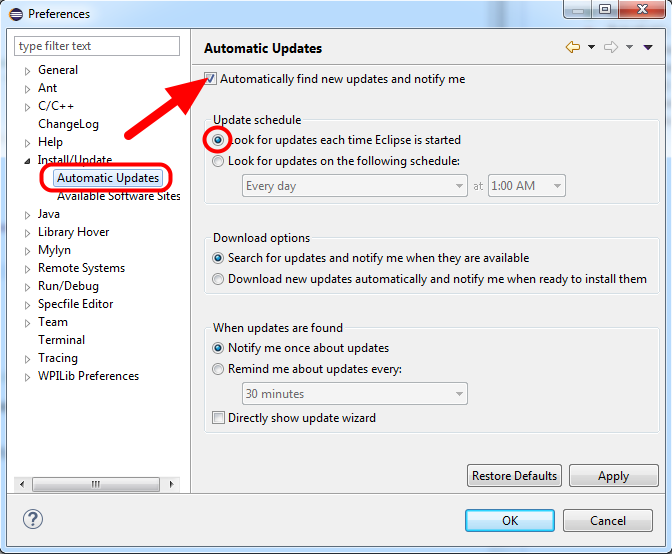 Preferences
type filter text
General
Ant
C/C++
ChangeLog
Help
Install/Update
Automatic Updates
Available Software Sites
Java
Library Hover
Mylyn
Remote Systems
Run/Debug
Specfile Editor
Team
Terminal
Tracing
WPILib Preferences
Automatic Updates
Automatically find new updates and notify me
Update schedule
Look for updates each time Eclipse is started
Look for updates on the following schedule:
Every day at 1:00 AM
Download options
Search for updates and notify me when they are available
Download new updates automatically and notify me when ready to install them
When updates are found
Notify me once about updates
Remind me about updates every:
30 minutes
Directly show update wizard
Restore Defaults Apply
? OK Cancel